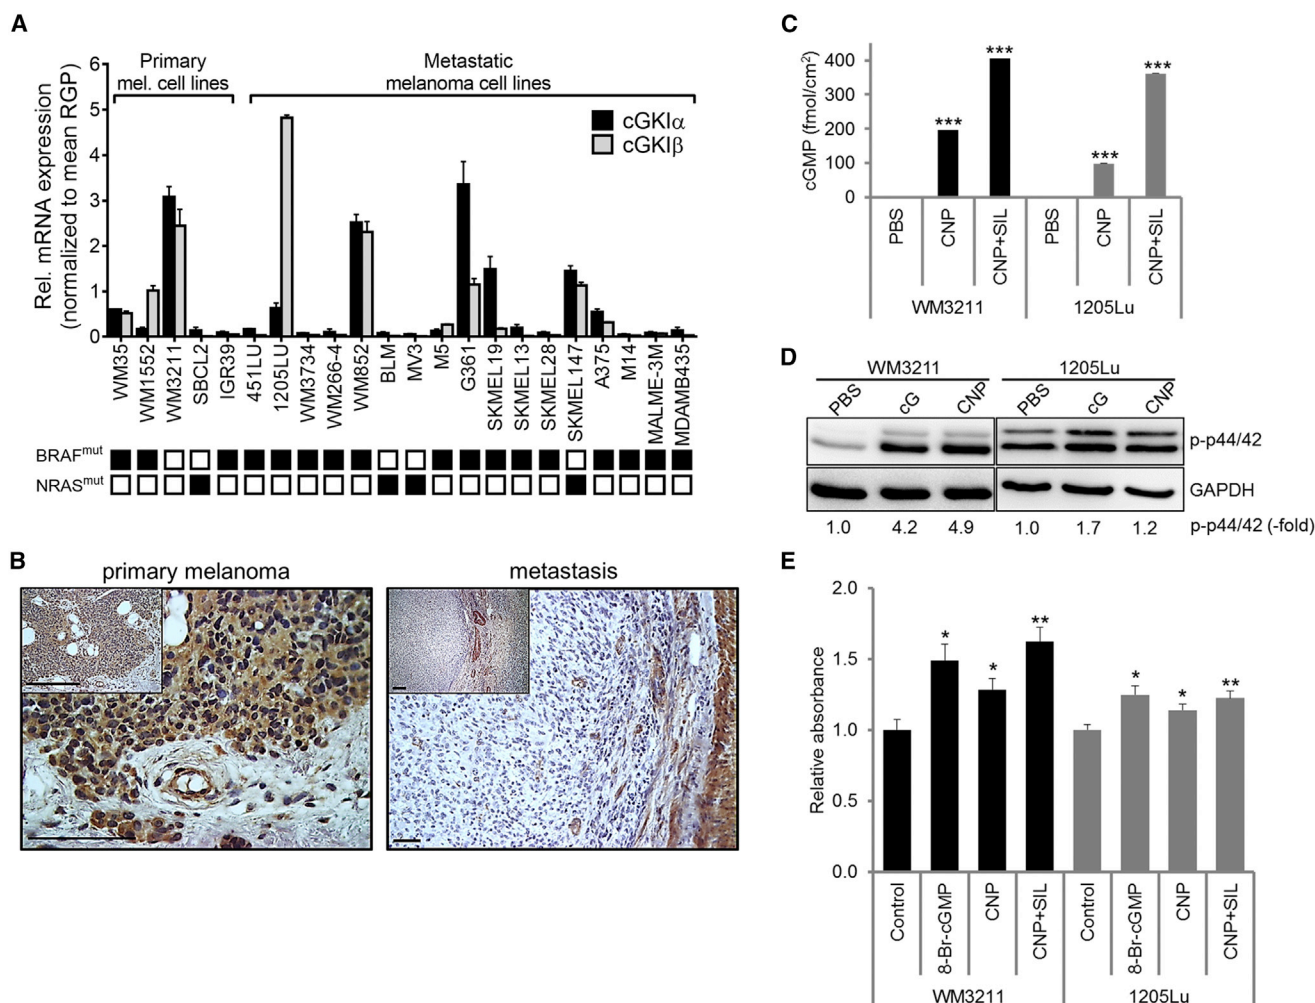 A
Primary
mel. cell lines
Metastatic
melanoma cell lines
Rel. mRNA expression
(normalized to mean RGP)
6
5
4
3
2
1
0
cGKIα
cGKIβ
WM35
WM1552
WM3211
SBCL2
IGR39
451LU
1205LU
WM3734
WM266-4
WM852
BLM
MV3
M5
G361
SKMEL19
SKMEL13
SKMEL28
SKMEL147
A375
M14
MALME-3M
MDAMB435
BRAFmut
NRASmut
B
primary melanoma
metastasis
C
cGMP (fmol/cm2)
400
300
200
100
0
***
***
***
***
PBS
CNP
CNP+SIL
PBS
CNP
CNP+SIL
WM3211
1205Lu
D
WM3211
1205Lu
PBS
cG
CNP
PBS
cG
CNP
p-p44/42
GAPDH
1.0 4.2 4.9 1.0 1.7 1.2 p-p44/42 (-fold)
E
Relative absorbance
2.0
1.5
1.0
0.5
0.0
*
*
**
*
*
**
Control
8-Br-cGMP
CNP
CNP+SIL
Control
8-Br-cGMP
CNP
CNP+SIL
WM3211
1205Lu